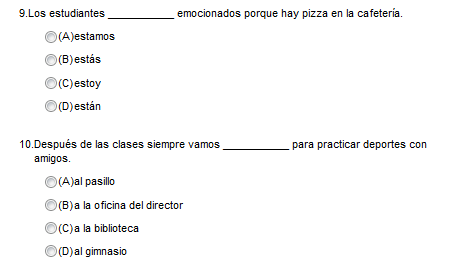 9.Los estudiantes ___________ emocionados porque hay pizza en la cafetería.
(A)estamos
(B)estás
(C)estoy
(D)están
10.Después de las clases siempre vamos ___________ para practicar deportes con
amigos.
(A)al pasillo
(B)a la oficina del director
(C)a la biblioteca
(D)al gimnasio